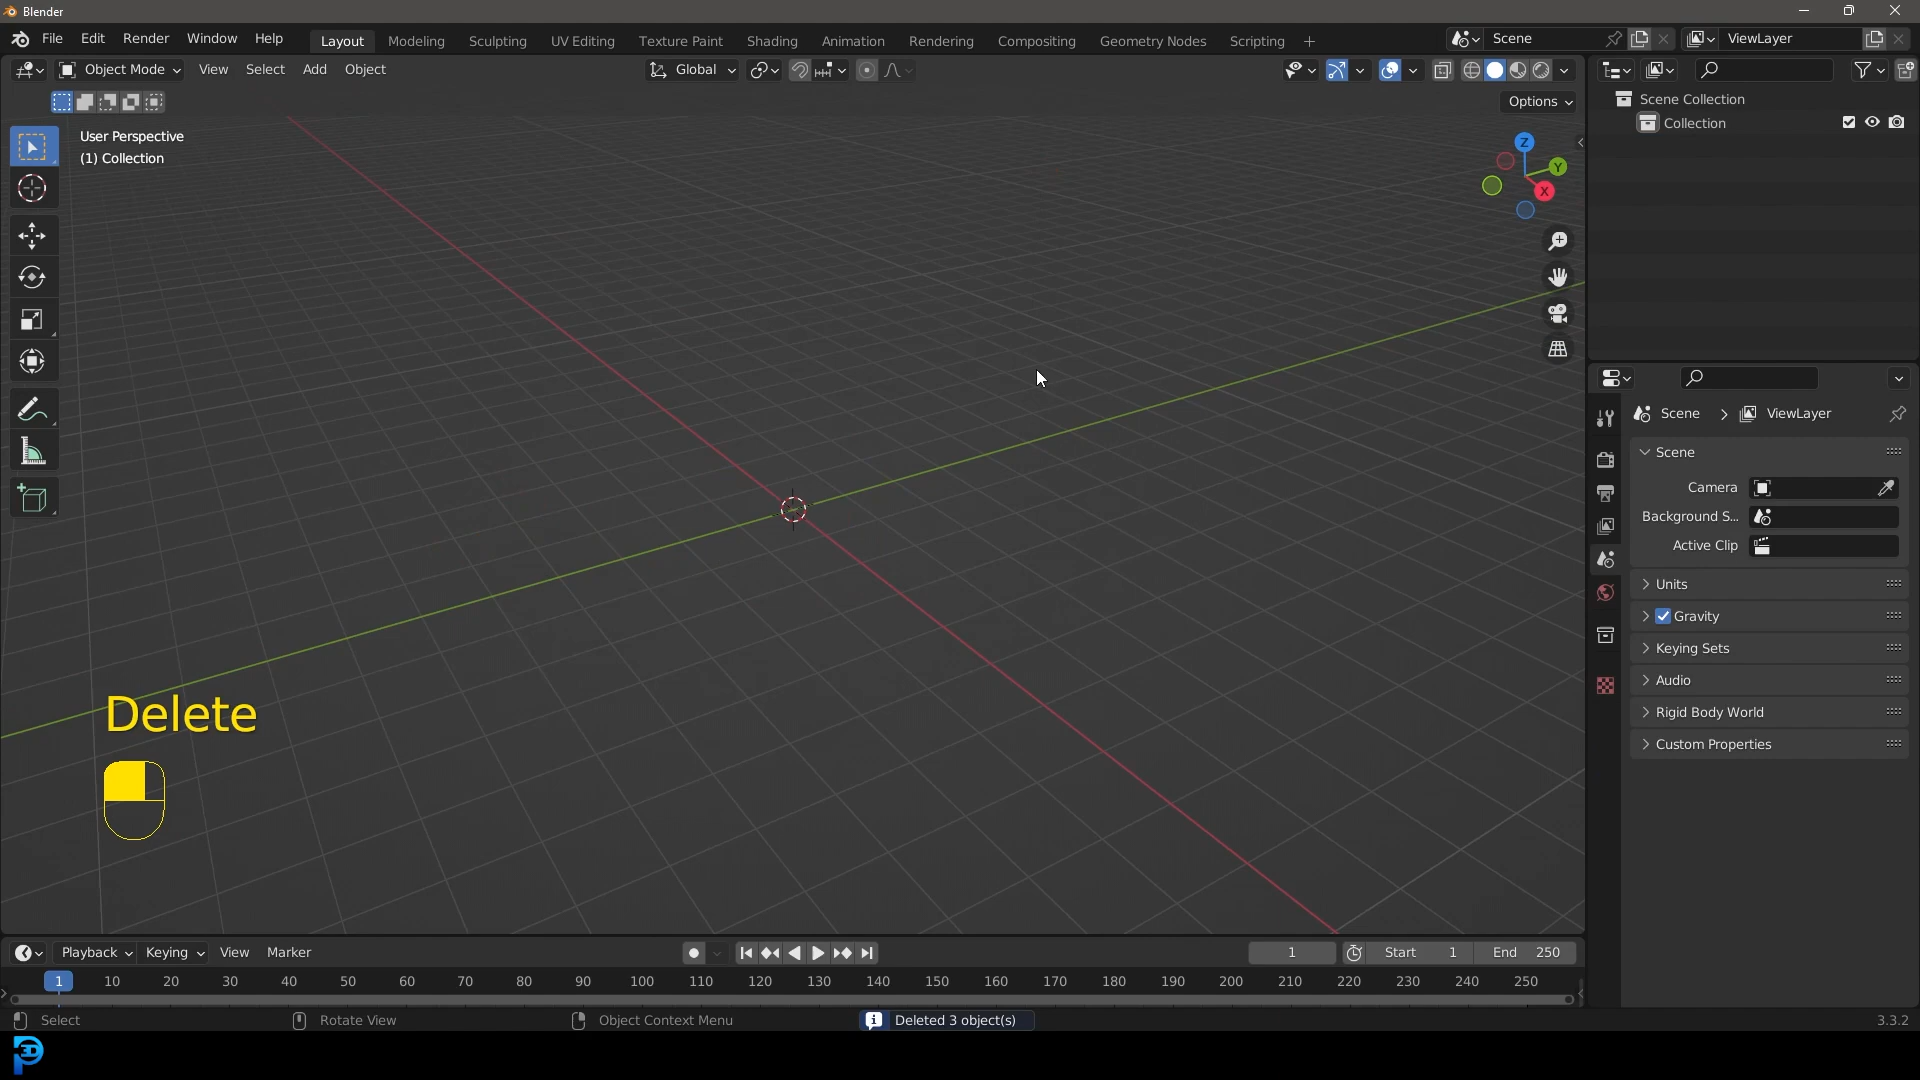 Blender
File Edit Render Window Help Layout Modeling Sculpting UV Editing Texture Paint Shading Animation Rendering Compositing Geometry Nodes Scripting + Scene ViewLayer
Object Mode View Select Add Object Global
Options
User Perspective
(1) Collection
Z
Y
X
Scene Collection
Collection
Scene > ViewLayer
Scene
Camera
Background S...
Active Clip
Units
Gravity
Keying Sets
Audio
Rigid Body World
Custom Properties
Delete
Playback Keying View Marker 1 Start 1 End 250
1 10 20 30 40 50 60 70 80 90 100 110 120 130 140 150 160 170 180 190 200 210 220 230 240 250
Select Rotate View Object Context Menu Deleted 3 object(s) 3.3.2
3D